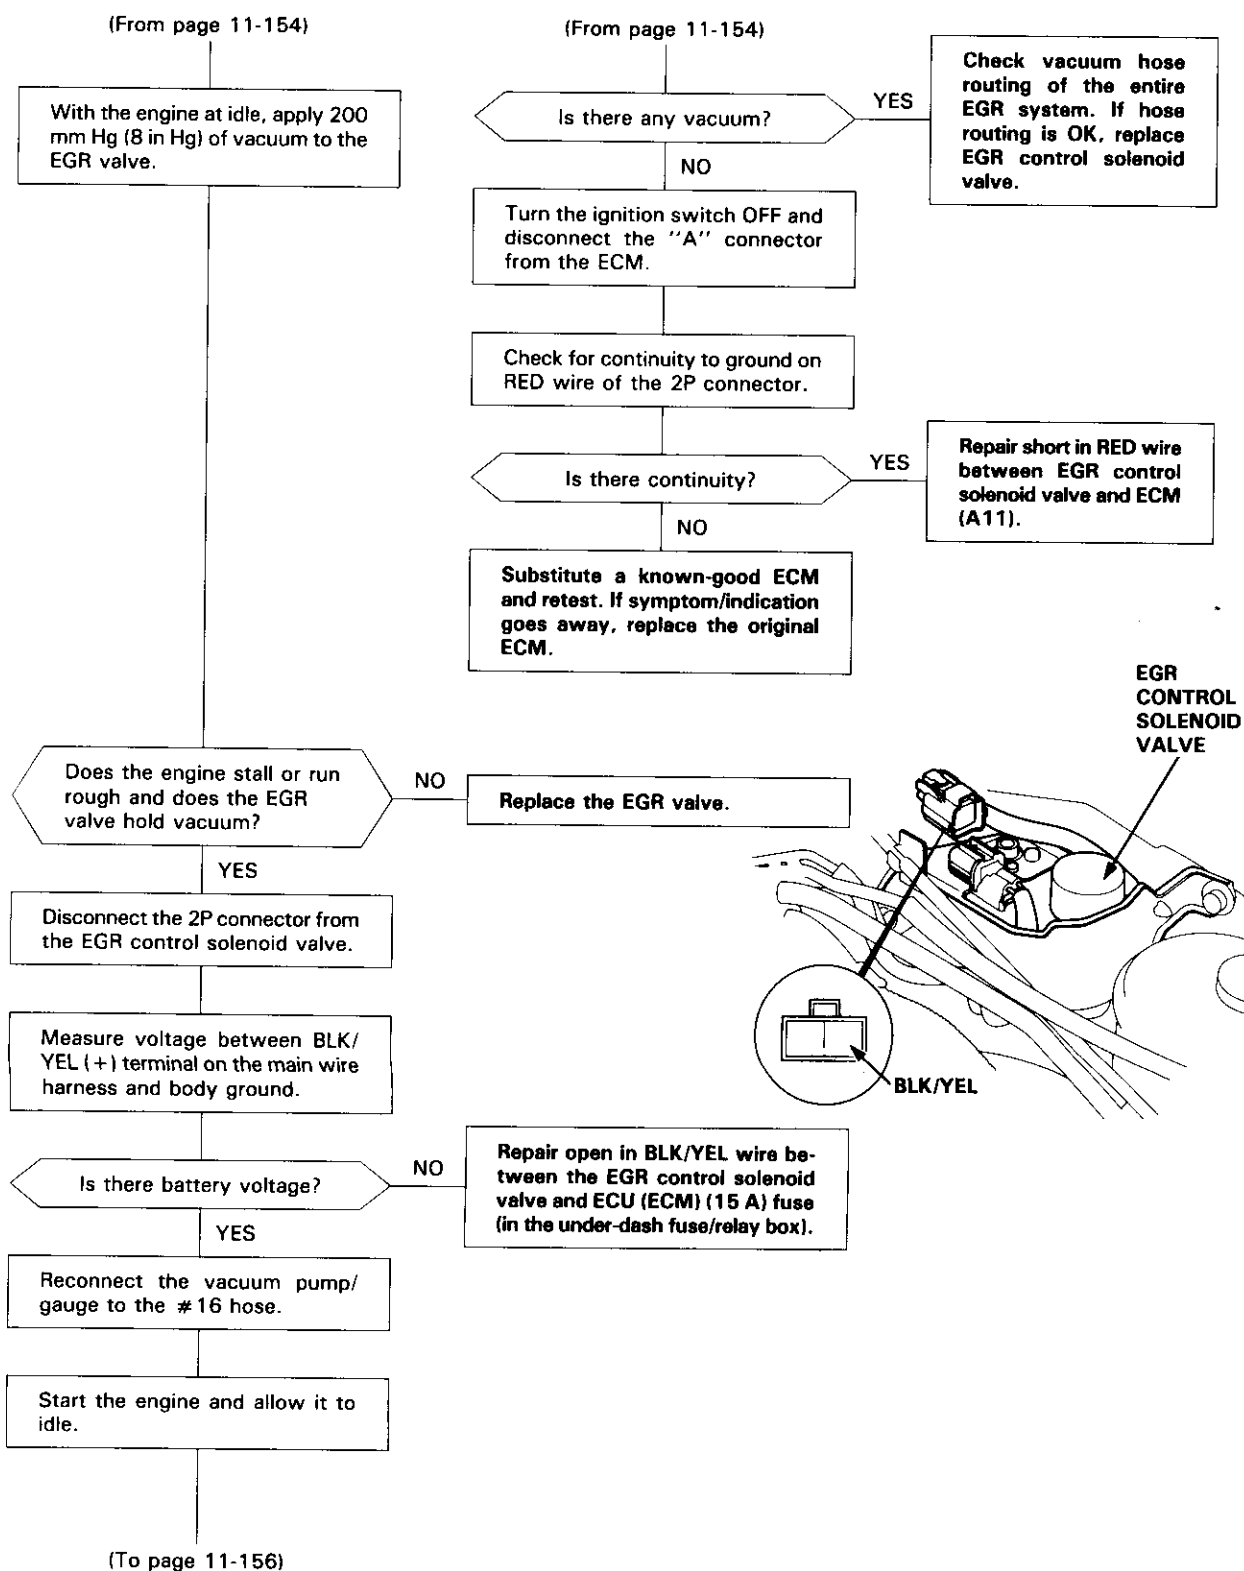 (From page 11-154)
With the engine at idle, apply 200
mm Hg (8 in Hg) of vacuum to the
EGR valve.
Does the engine stall or run
rough and does the EGR
valve hold vacuum?
NO
Replace the EGR valve.
YES
Disconnect the 2P connector from
the EGR control solenoid valve.
Measure voltage between BLK/
YEL (+) terminal on the main wire
harness and body ground.
Is there battery voltage?
NO
Repair open in BLK/YEL wire be-
tween the EGR control solenoid
valve and ECU (ECM) (15 A) fuse
(in the under-dash fuse/relay box).
YES
Reconnect the vacuum pump/
gauge to the #16 hose.
Start the engine and allow it to
idle.
(To page 11-156)
(From page 11-154)
Is there any vacuum?
YES
Check vacuum hose
routing of the entire
EGR system. If hose
routing is OK, replace
EGR control solenoid
valve.
NO
Turn the ignition switch OFF and
disconnect the "A" connector
from the ECM.
Check for continuity to ground on
RED wire of the 2P connector.
Is there continuity?
YES
Repair short in RED wire
between EGR control
solenoid valve and ECM
(A11).
NO
Substitute a known-good ECM
and retest. If symptom/indication
goes away, replace the original
ECM.
EGR
CONTROL
SOLENOID
VALVE
BLK/YEL